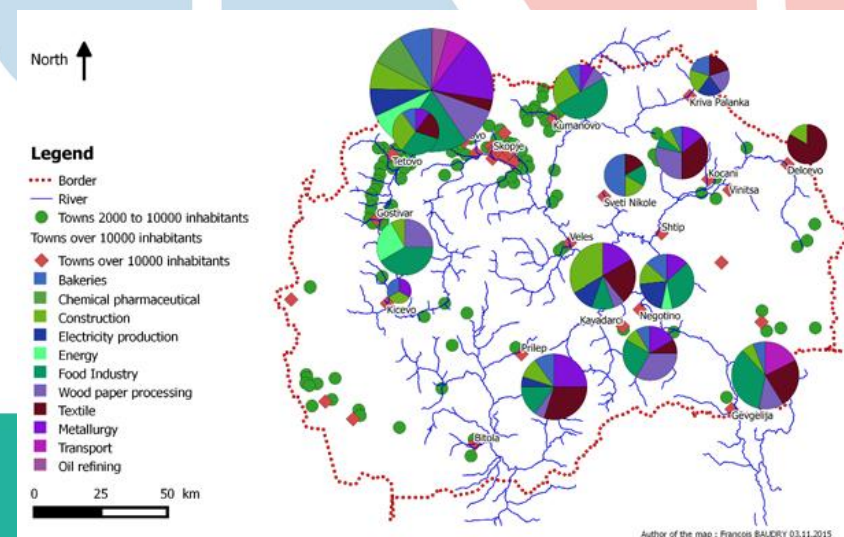 North
Legend
Border
River
Towns 2000 to 10000 inhabitants
Towns over 10000 inhabitants
Towns over 10000 inhabitants
Bakeries
Chemical pharmaceutical
Construction
Electricity production
Energy
Food Industry
Wood paper processing
Textile
Metallurgy
Transport
Oil refining
0 25 50 km
Kriva Palanka
Kumanovo
ovo
Skopje
Tetovo
Kocani
Delcevo
Vinitsa
Sveti Nikole
Gostivar
Shtip
Veles
Kicevo
Negotino
Kavadarci
Prilep
Gevgelija
Bitola
Author of the map : Francois BAUDRY 03.11.2015